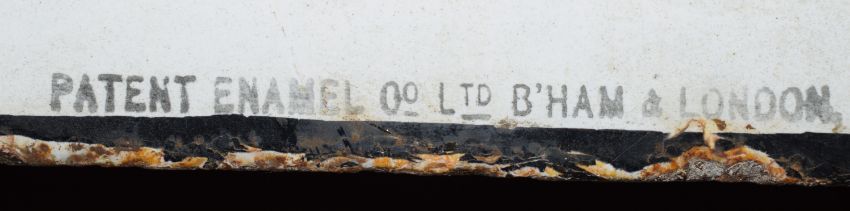 PATENT ENAMEL Co LTD B'HAM & LONDON.